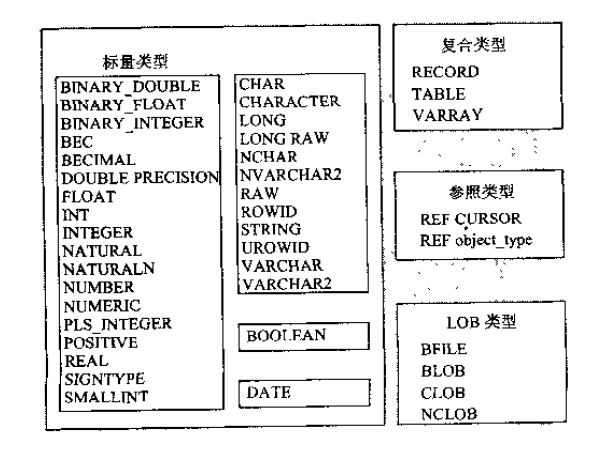 标量类型
BINARY_DOUBLE
BINARY_FLOAT
BINARY_INTEGER
BEC
BECIMAL
DOUBLE PRECISION
FLOAT
INT
INTEGER
NATURAL
NATURALN
NUMBER
NUMERIC
PLS_INTEGER
POSITIVE
REAL
SIGNTYPE
SMALLINT
CHAR
CHARACTER
LONG
LONG RAW
NCHAR
NVARCHAR2
RAW
ROWID
STRING
UROWID
VARCHAR
VARCHAR2
BOOLEAN
DATE
复合类型
RECORD
TABLE
VARRAY
参照类型
REF CURSOR
REF object_type
LOB 类型
BFILE
BLOB
CLOB
NCLOB